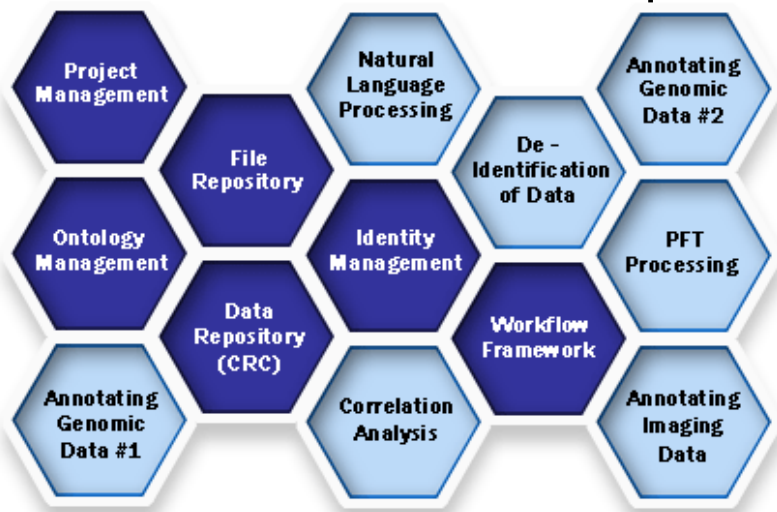 Project
Management
File
Repository
Natural
Language
Processing
De -
Identification
of Data
Annotating
Genomic
Data #2
Ontology
Management
Data
Repository
(CRC)
Identity
Management
Workflow
Framework
PFT
Processing
Annotating
Genomic
Data #1
Correlation
Analysis
Annotating
Imaging
Data